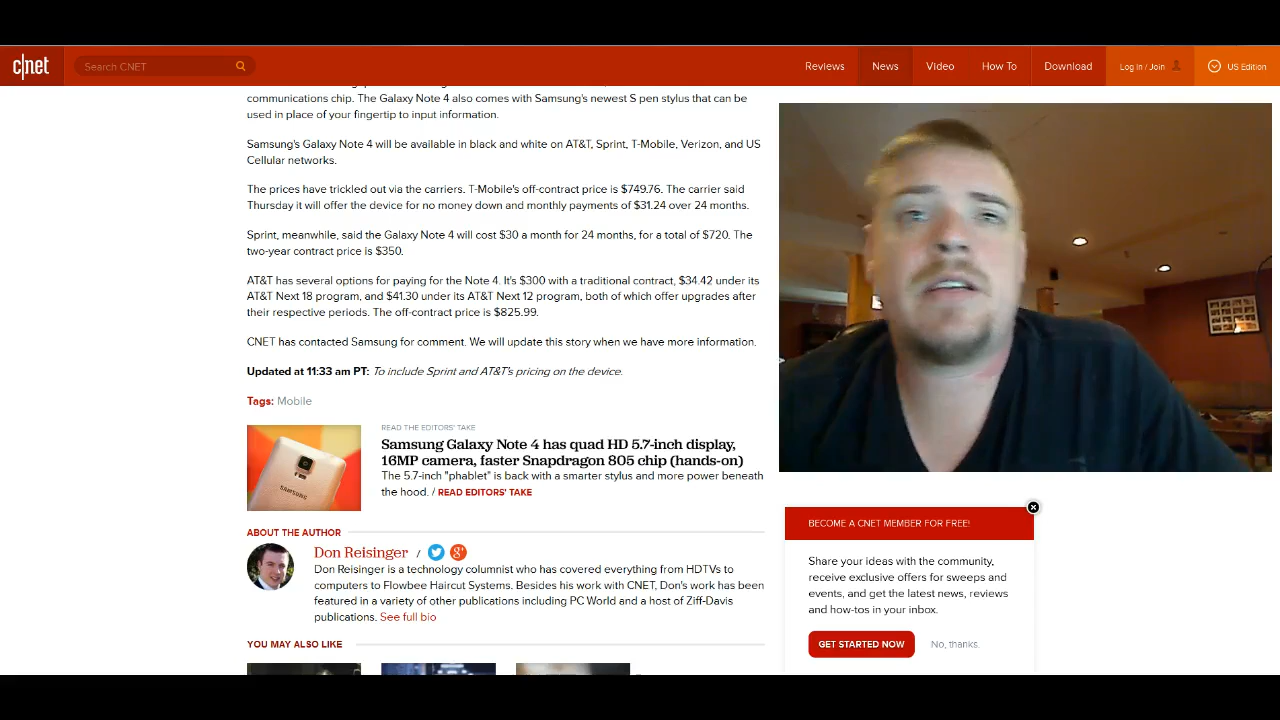 c|net
Search CNET
Reviews
News
Video
How To
Download
Log In / Join
US Edition
communications chip. The Galaxy Note 4 also comes with Samsung's newest S pen stylus that can be
used in place of your fingertip to input information.
Samsung's Galaxy Note 4 will be available in black and white on AT&T, Sprint, T-Mobile, Verizon, and US
Cellular networks.
The prices have trickled out via the carriers. T-Mobile's off-contract price is $749.76. The carrier said
Thursday it will offer the device for no money down and monthly payments of $31.24 over 24 months.
Sprint, meanwhile, said the Galaxy Note 4 will cost $30 a month for 24 months, for a total of $720. The
two-year contract price is $350.
AT&T has several options for paying for the Note 4. It's $300 with a traditional contract, $34.42 under its
AT&T Next 18 program, and $41.30 under its AT&T Next 12 program, both of which offer upgrades after
their respective periods. The off-contract price is $825.99.
CNET has contacted Samsung for comment. We will update this story when we have more information.
Updated at 11:33 am PT: To include Sprint and AT&T's pricing on the device.
Tags: Mobile
SAMSUNG
READ THE EDITORS' TAKE
Samsung Galaxy Note 4 has quad HD 5.7-inch display,
16MP camera, faster Snapdragon 805 chip (hands-on)
The 5.7-inch "phablet" is back with a smarter stylus and more power beneath
the hood. / READ EDITORS' TAKE
ABOUT THE AUTHOR
Don Reisinger /
Don Reisinger is a technology columnist who has covered everything from HDTVs to
computers to Flowbee Haircut Systems. Besides his work with CNET, Don's work has been
featured in a variety of other publications including PC World and a host of Ziff-Davis
publications. See full bio
YOU MAY ALSO LIKE
BECOME A CNET MEMBER FOR FREE!
Share your ideas with the community,
receive exclusive offers for sweeps and
events, and get the latest news, reviews
and how-tos in your inbox.
GET STARTED NOW
No, thanks.